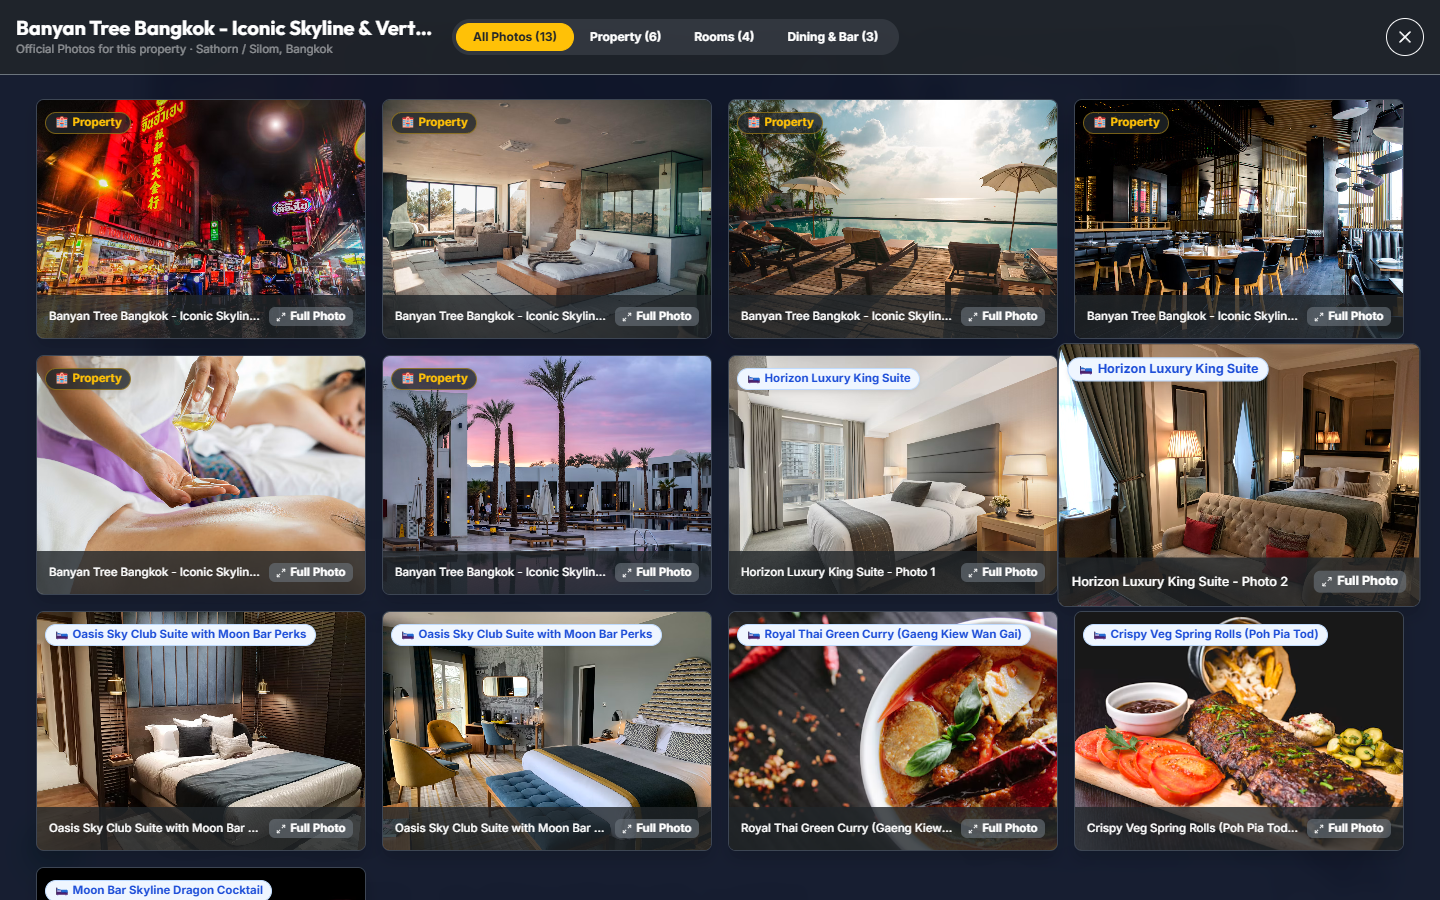 Banyan Tree Bangkok - Iconic Skyline & Vert...
Official Photos for this property · Sathorn / Silom, Bangkok
All Photos (13)
Property (6)
Rooms (4)
Dining & Bar (3)
Property
Banyan Tree Bangkok - Iconic Skylin...
Full Photo
Property
Banyan Tree Bangkok - Iconic Skylin...
Full Photo
Property
Banyan Tree Bangkok - Iconic Skylin...
Full Photo
Property
Banyan Tree Bangkok - Iconic Skylin...
Full Photo
Property
Banyan Tree Bangkok - Iconic Skylin...
Full Photo
Property
Banyan Tree Bangkok - Iconic Skylin...
Full Photo
Horizon Luxury King Suite
Horizon Luxury King Suite - Photo 1
Full Photo
Horizon Luxury King Suite
Horizon Luxury King Suite - Photo 2
Full Photo
Oasis Sky Club Suite with Moon Bar Perks
Oasis Sky Club Suite with Moon Bar ...
Full Photo
Oasis Sky Club Suite with Moon Bar Perks
Oasis Sky Club Suite with Moon Bar ...
Full Photo
Royal Thai Green Curry (Gaeng Kiew Wan Gai)
Royal Thai Green Curry (Gaeng Kiew...
Full Photo
Crispy Veg Spring Rolls (Poh Pia Tod)
Crispy Veg Spring Rolls (Poh Pia Tod...
Full Photo
Moon Bar Skyline Dragon Cocktail